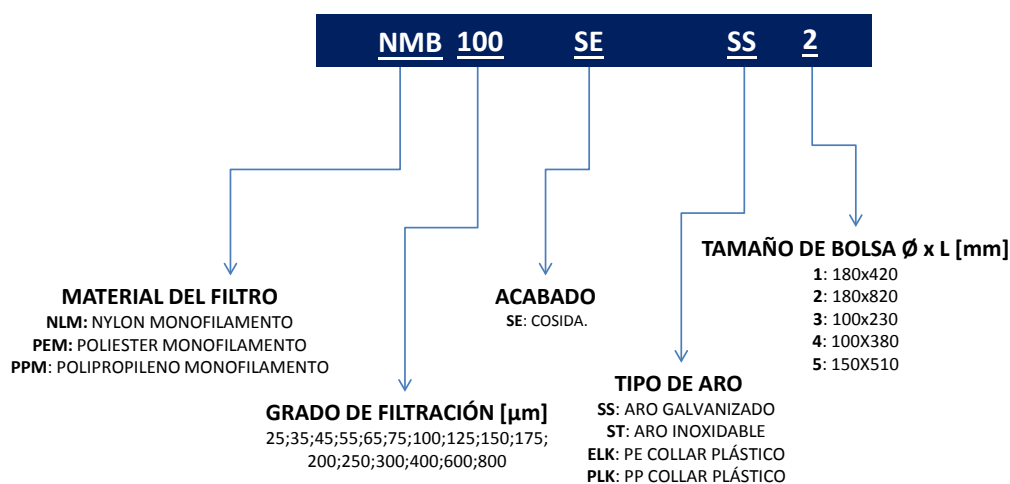 NMB 100 SE SS 2
MATERIAL DEL FILTRO
NLM: NYLON MONOFILAMENTO
PEM: POLIESTER MONOFILAMENTO
PPM: POLIPROPILENO MONOFILAMENTO
GRADO DE FILTRACIÓN [µm]
25;35;45;55;65;75;100;125;150;175;
200;250;300;400;600;800
ACABADO
SE: COSIDA.
TIPO DE ARO
SS: ARO GALVANIZADO
ST: ARO INOXIDABLE
ELK: PE COLLAR PLÁSTICO
PLK: PP COLLAR PLÁSTICO
TAMAÑO DE BOLSA Ø x L [mm]
1: 180x420
2: 180x820
3: 100x230
4: 100X380
5: 150X510